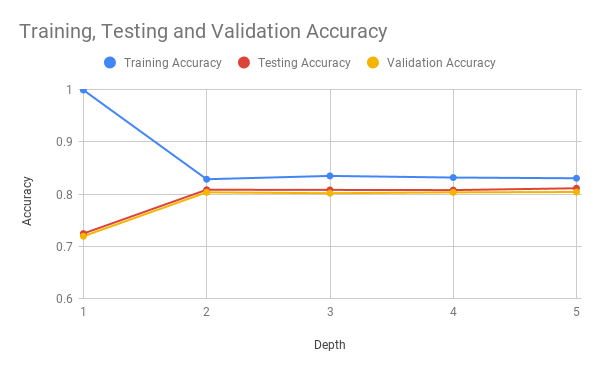 Training, Testing and Validation Accuracy
Training Accuracy Testing Accuracy Validation Accuracy
1
0.9
0.8
0.7
0.6
Accuracy
1 2 3 4 5
Depth